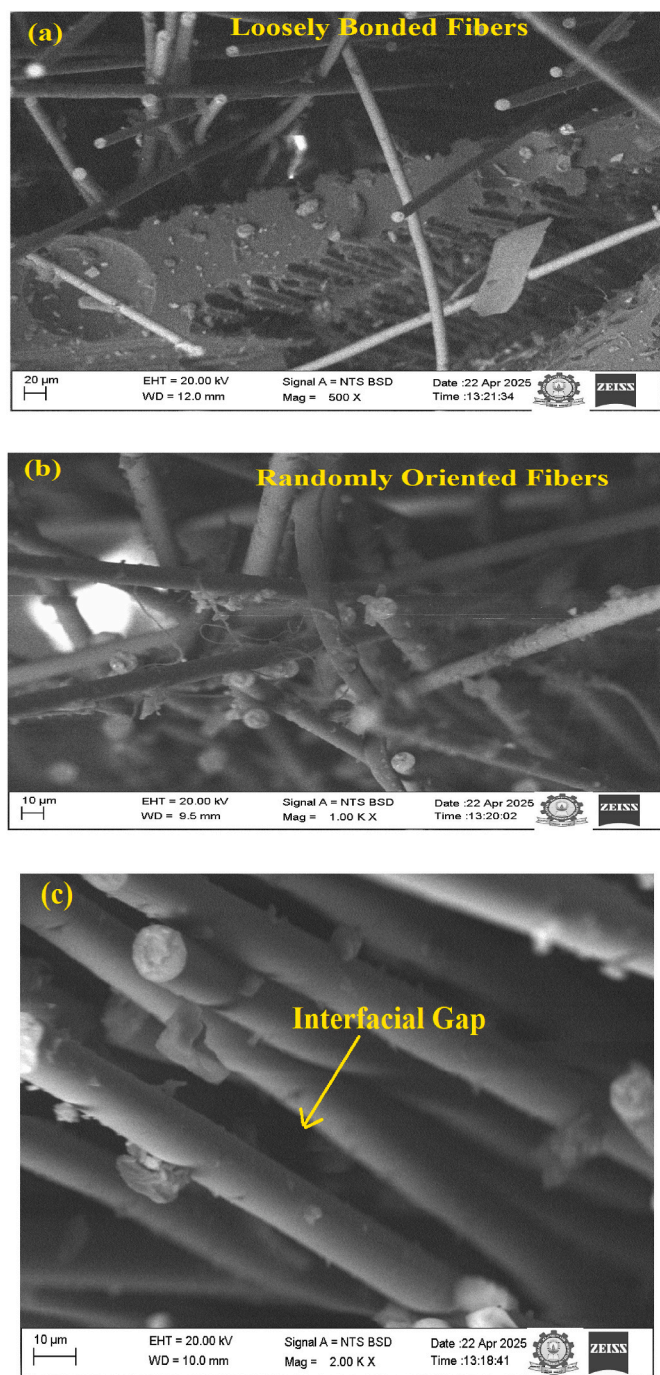 (a)
Loosely Bonded Fibers
20 µm
EHT = 20.00 kV
WD = 12.0 mm
Signal A = NTS BSD
Mag = 500 X
Date :22 Apr 2025
Time :13:21:34
ZEISS
(b)
Randomly Oriented Fibers
10 µm
EHT = 20.00 kV
WD = 9.5 mm
Signal A = NTS BSD
Mag = 1.00 K X
Date :22 Apr 2025
Time :13:20:02
ZEISS
(c)
Interfacial Gap
10 µm
EHT = 20.00 kV
WD = 10.0 mm
Signal A = NTS BSD
Mag = 2.00 K X
Date :22 Apr 2025
Time :13:18:41
ZEISS